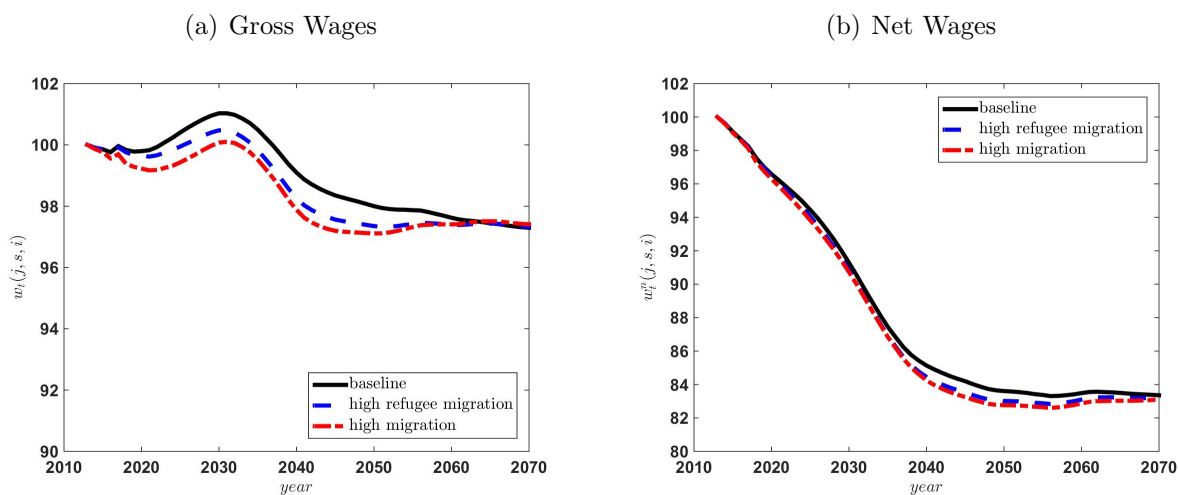 (a) Gross Wages
102
100
98
96
94
92
90
w_t(j, s, i)
2010 2020 2030 2040 2050 2060 2070
year
baseline
high refugee migration
high migration
(b) Net Wages
102
100
98
96
94
92
90
88
86
84
82
80
w_t^n(j, s, i)
2010 2020 2030 2040 2050 2060 2070
year
baseline
high refugee migration
high migration